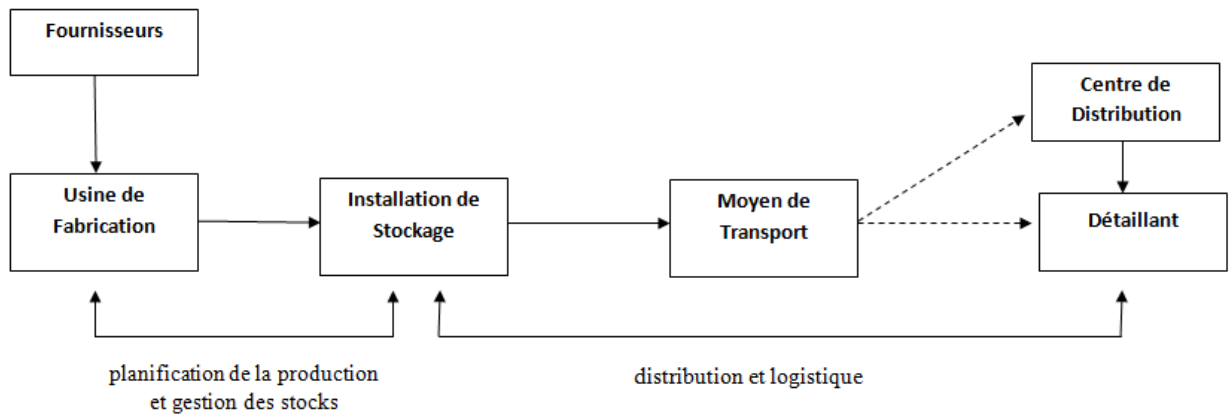 Fournisseurs
Centre de
Distribution
Usine de
Fabrication
Installation de
Stockage
Moyen de
Transport
Détaillant
planification de la production
et gestion des stocks
distribution et logistique